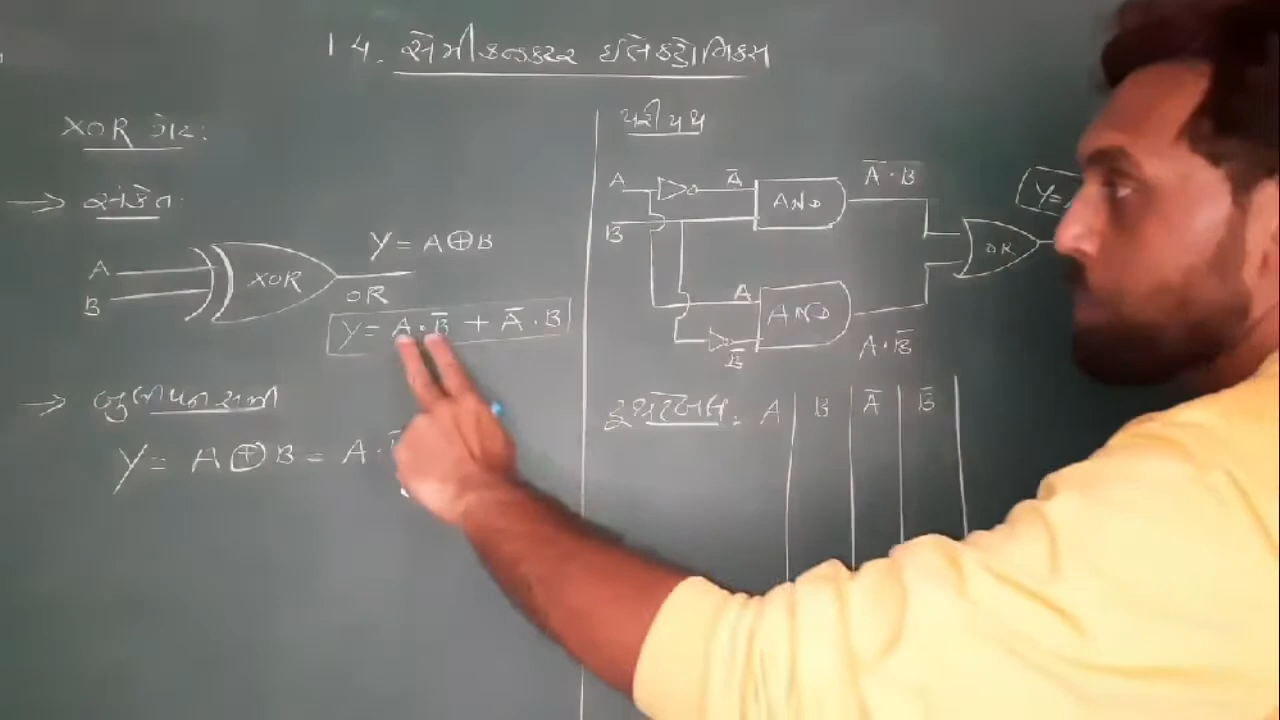 14. સેમીકન્ડક્ટર ઇલેક્ટ્રોનિક્સ
XOR ગેટ:
→ સંકેત:
A
B
XOR
Y = A⊕B
OR
Y = A·B̅ + A̅·B
→ બુલીયન સમી
Y = A⊕B = A·
પરીપથ
A
A̅
AND
A̅·B
B
OR
Y=
A
AND
B̅
A·B̅
ટ્રુથટેબલ: A | B | A̅ | B̅